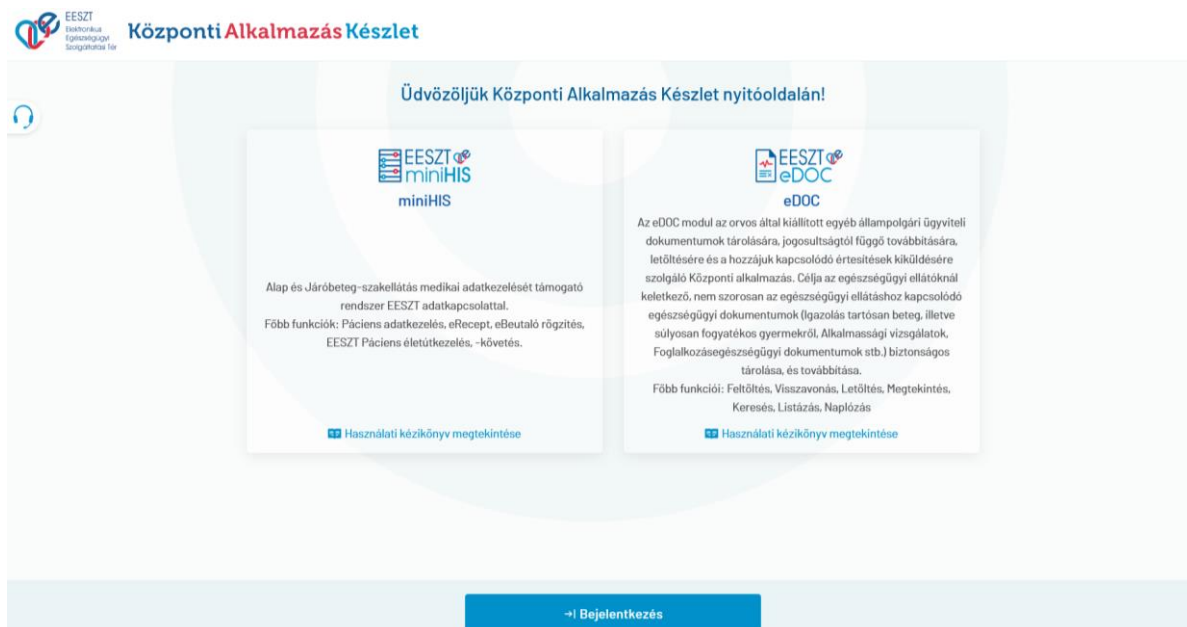 EESZT
Elektronikus
Egészségügyi
Szolgáltatási Tér
Központi Alkalmazás Készlet
Üdvözöljük Központi Alkalmazás Készlet nyitóoldalán!
EESZT
miniHIS
miniHIS
Alap és Járóbeteg-szakellátás medikai adatkezelését támogató
rendszer EESZT adatkapcsolattal.
Főbb funkciók: Páciens adatkezelés, eRecept, eBeutaló rögzítés,
EESZT Páciens életútkezelés, -követés.
Használati kézikönyv megtekintése
EESZT
eDOC
eDOC
Az eDOC modul az orvos által kiállított egyéb állampolgári ügyviteli
dokumentumok tárolására, jogosultságtól függő továbbítására,
letöltésére és a hozzájuk kapcsolódó értesítések kiküldésére
szolgáló Központi alkalmazás. Célja az egészségügyi ellátóknál
keletkező, nem szorosan az egészségügyi ellátáshoz kapcsolódó
egészségügyi dokumentumok (Igazolás tartósan beteg, illetve
súlyosan fogyatékos gyermekről, Alkalmassági vizsgálatok,
Foglalkozásegészségügyi dokumentumok stb.) biztonságos
tárolása, és továbbítása.
Főbb funkciói: Feltöltés, Visszavonás, Letöltés, Megtekintés,
Keresés, Listázás, Naplózás
Használati kézikönyv megtekintése
Bejelentkezés